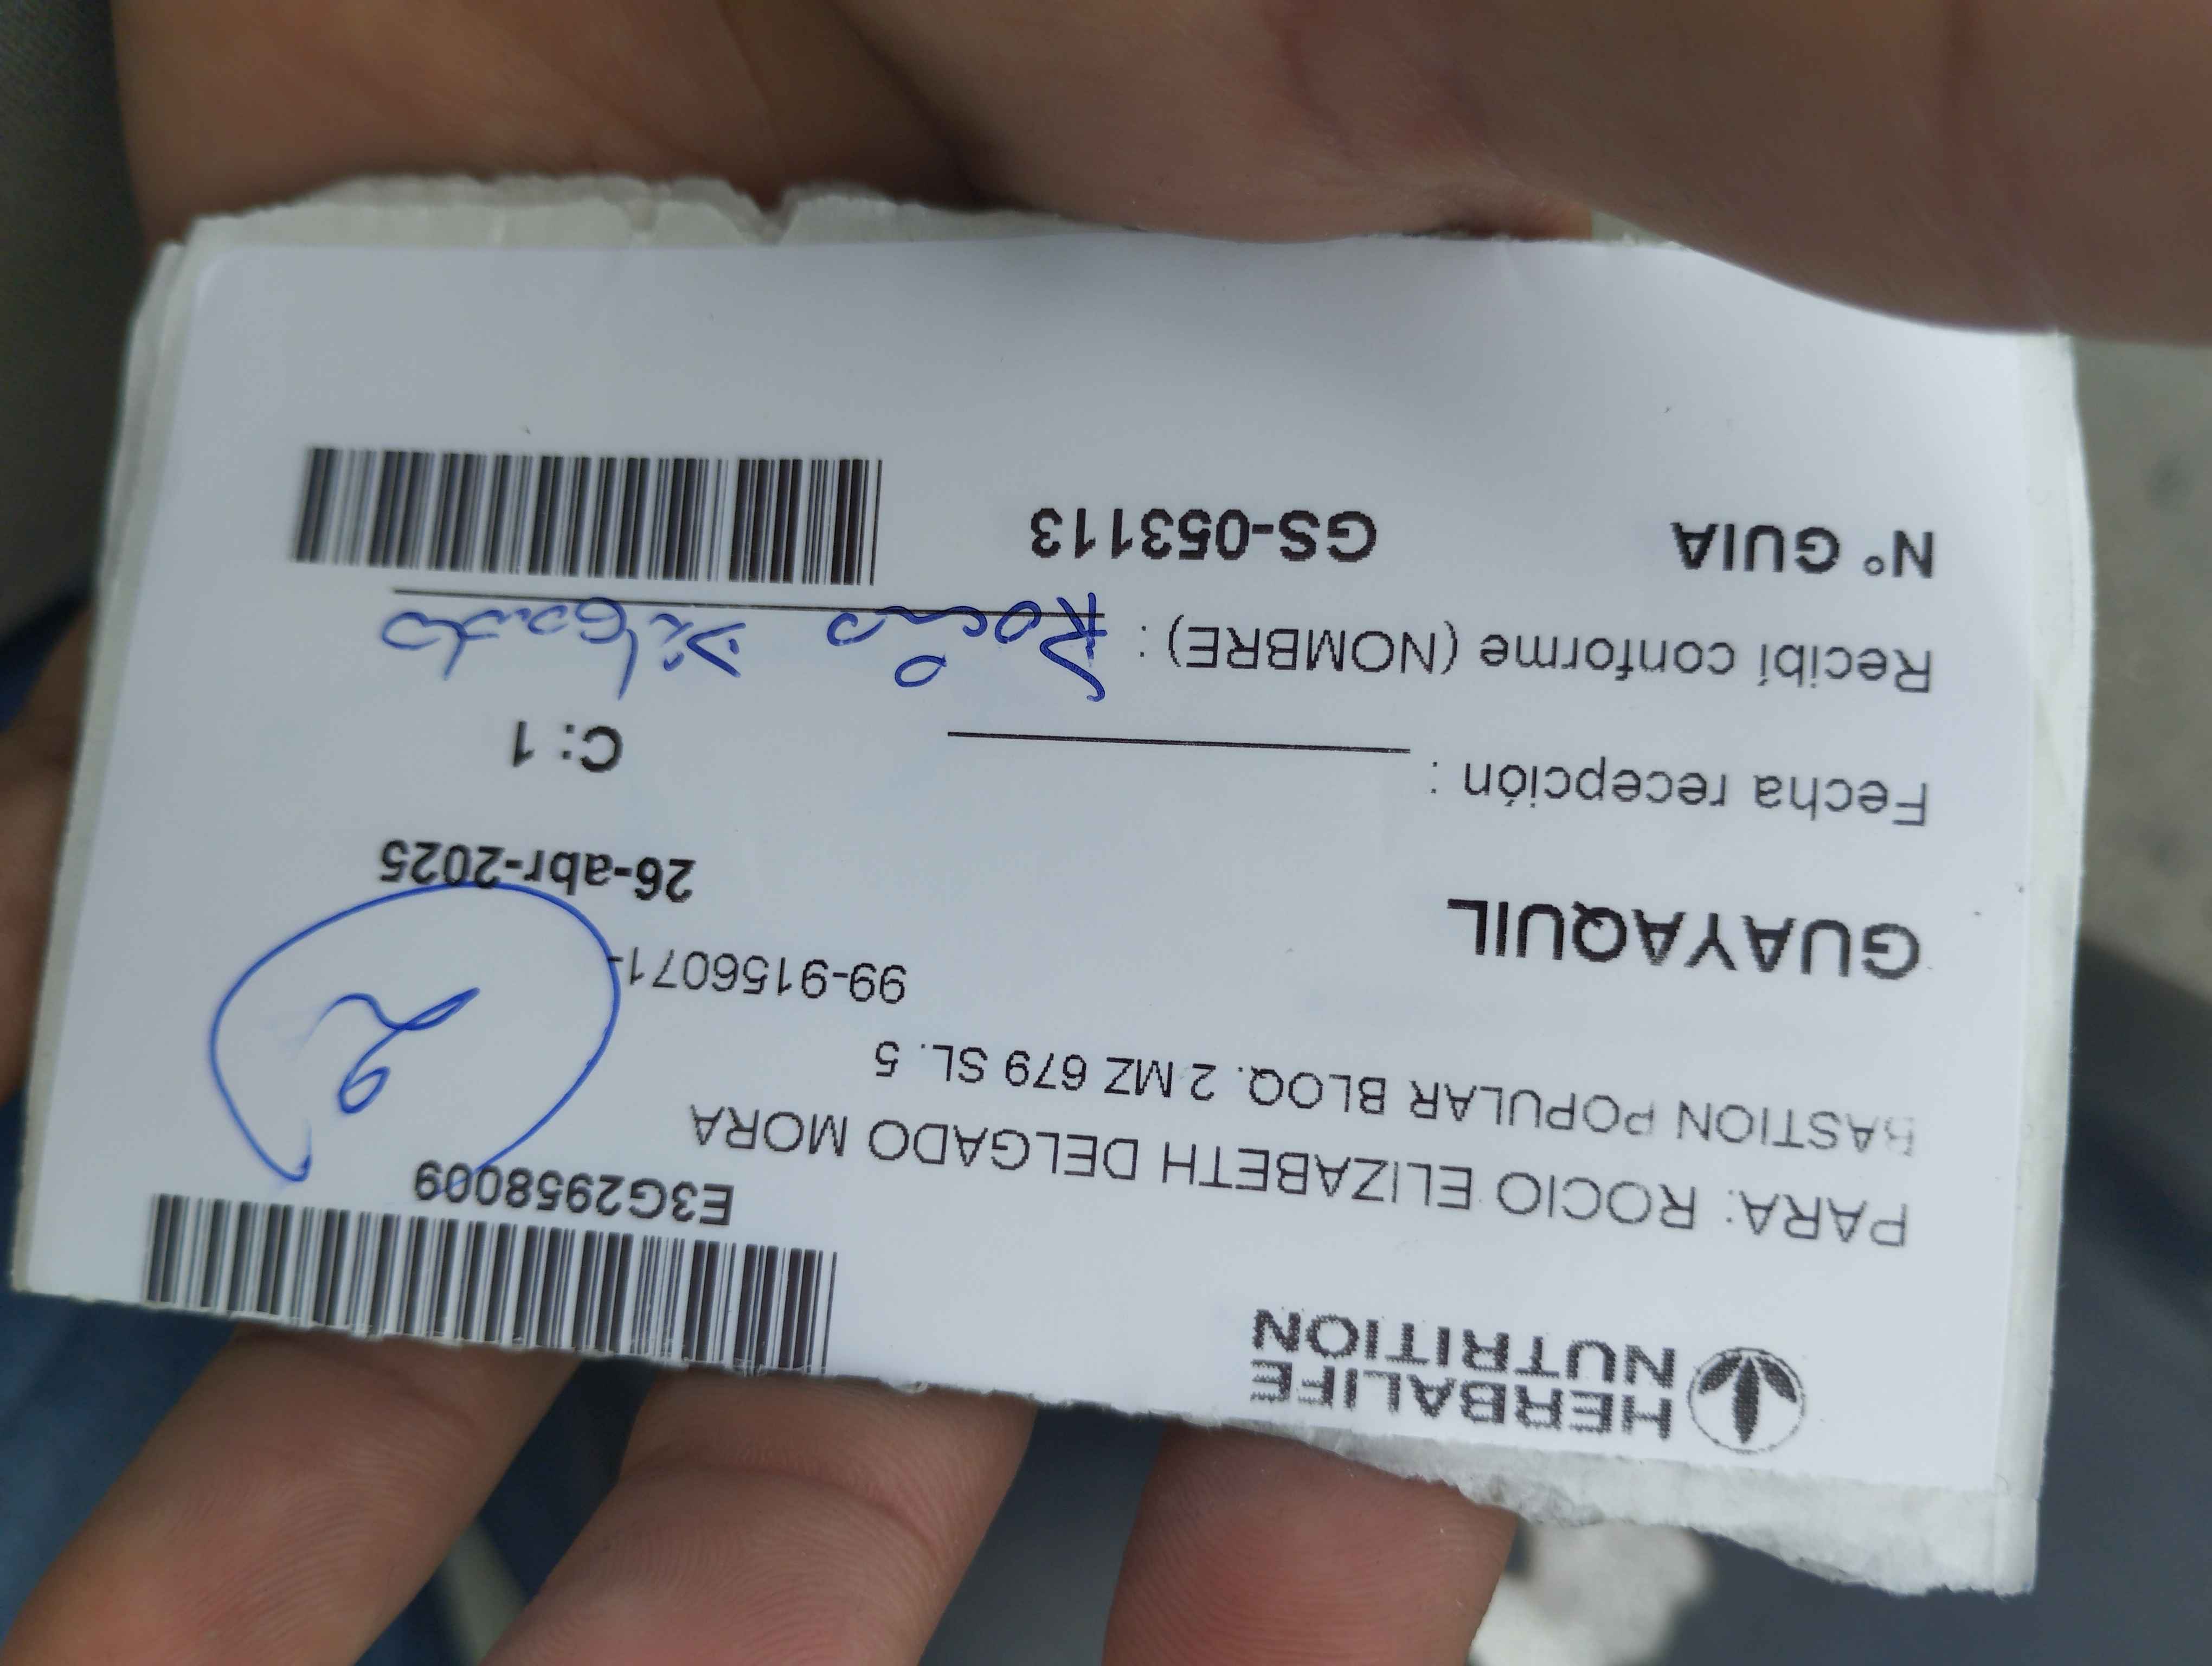 HERBALIFE
NUTRITION
E3G2958009
PARA: ROCIO ELIZABETH DELGADO MORA
BASTION POPULAR BLOQ. 2 MZ 679 SL. 5
99-9156071-
2
GUAYAQUIL
26-abr-2025
Fecha recepción :
C: 1
Recibí conforme (NOMBRE) : Rocío Delgado
N° GUIA GS-053113